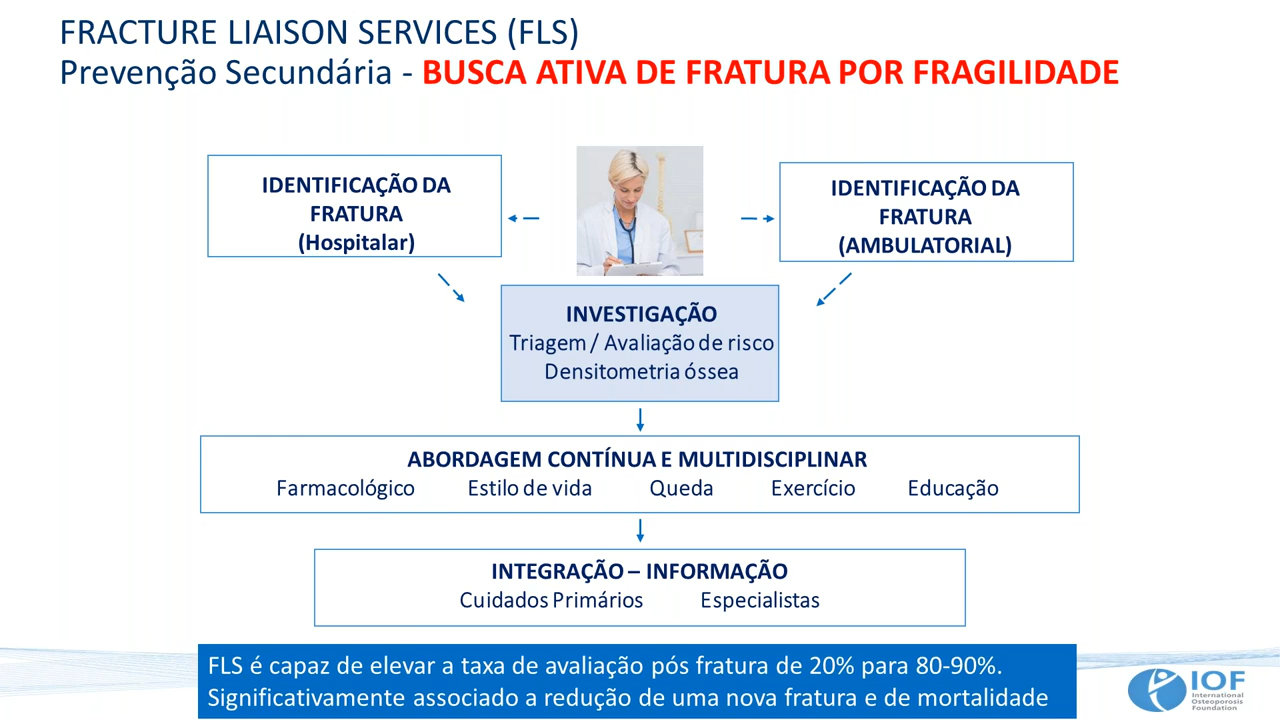 FRACTURE LIAISON SERVICES (FLS)
Prevenção Secundária - BUSCA ATIVA DE FRATURA POR FRAGILIDADE
IDENTIFICAÇÃO DA
FRATURA
(Hospitalar)
IDENTIFICAÇÃO DA
FRATURA
(AMBULATORIAL)
INVESTIGAÇÃO
Triagem / Avaliação de risco
Densitometria óssea
ABORDAGEM CONTÍNUA E MULTIDISCIPLINAR
Farmacológico Estilo de vida Queda Exercício Educação
INTEGRAÇÃO – INFORMAÇÃO
Cuidados Primários Especialistas
FLS é capaz de elevar a taxa de avaliação pós fratura de 20% para 80-90%.
Significativamente associado a redução de uma nova fratura e de mortalidade
IOF
International
Osteoporosis
Foundation